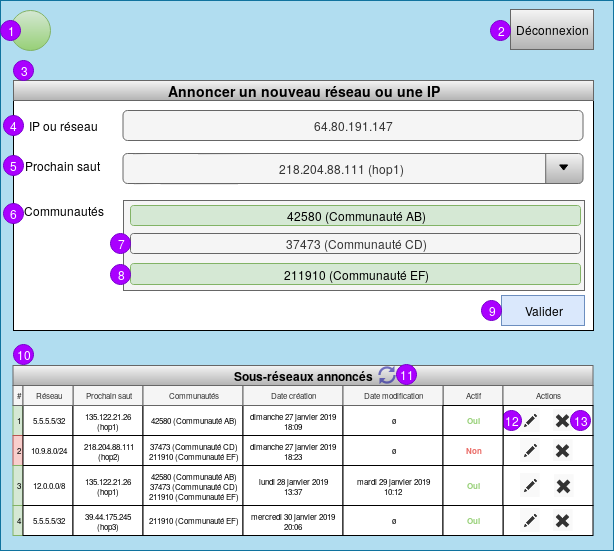 1
2 Déconnexion
3
Annoncer un nouveau réseau ou une IP
4 IP ou réseau 64.80.191.147
5 Prochain saut 218.204.88.111 (hop1)
6 Communautés 42580 (Communauté AB)
7 37473 (Communauté CD)
8 211910 (Communauté EF)
9 Valider
10
Sous-réseaux annoncés 11
# Réseau Prochain saut Communautés Date création Date modification Actif Actions
1 5.5.5.5/32 135.122.21.26 (hop1) 42580 (Communauté AB) dimanche 27 janvier 2019 18:09 ø Oui 12 13
2 10.9.8.0/24 218.204.88.111 (hop2) 37473 (Communauté CD) 211910 (Communauté EF) dimanche 27 janvier 2019 18:23 ø Non
3 12.0.0.0/8 135.122.21.26 (hop1) 42580 (Communauté AB) 37473 (Communauté CD) 211910 (Communauté EF) lundi 28 janvier 2019 13:37 mardi 29 janvier 2019 10:12 Oui
4 5.5.5.5/32 39.44.175.245 (hop3) 211910 (Communauté EF) mercredi 30 janvier 2019 20:06 ø Oui